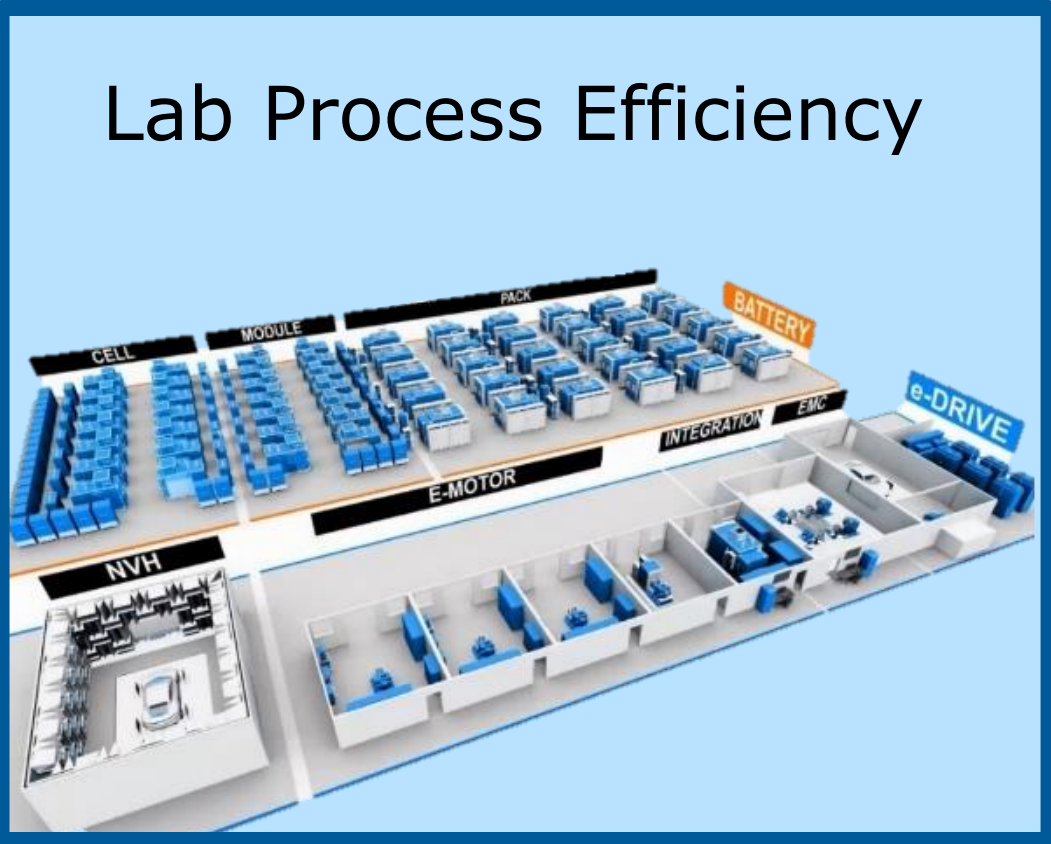 Lab Process Efficiency
PACK
BATTERY
MODULE
CELL
e-DRIVE
EMC
INTEGRATION
E-MOTOR
NVH